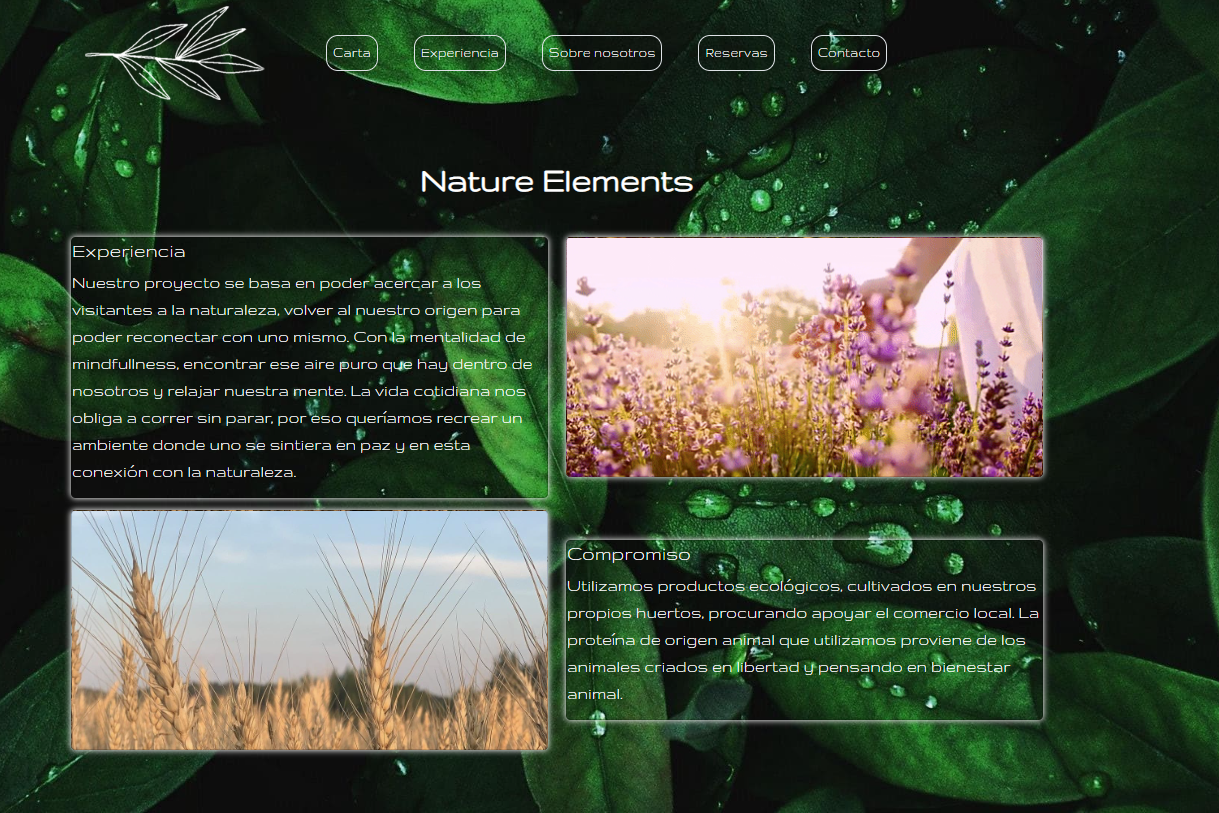 Carta
Experiencia
Sobre nosotros
Reservas
Contacto
Nature Elements
Experiencia
Nuestro proyecto se basa en poder acercar a los
visitantes a la naturaleza, volver al nuestro origen para
poder reconectar con uno mismo. Con la mentalidad de
mindfullness, encontrar ese aire puro que hay dentro de
nosotros y relajar nuestra mente. La vida cotidiana nos
obliga a correr sin parar, por eso queríamos recrear un
ambiente donde uno se sintiera en paz y en esta
conexión con la naturaleza.
Compromiso
Utilizamos productos ecológicos, cultivados en nuestros
propios huertos, procurando apoyar el comercio local. La
proteína de origen animal que utilizamos proviene de los
animales criados en libertad y pensando en bienestar
animal.